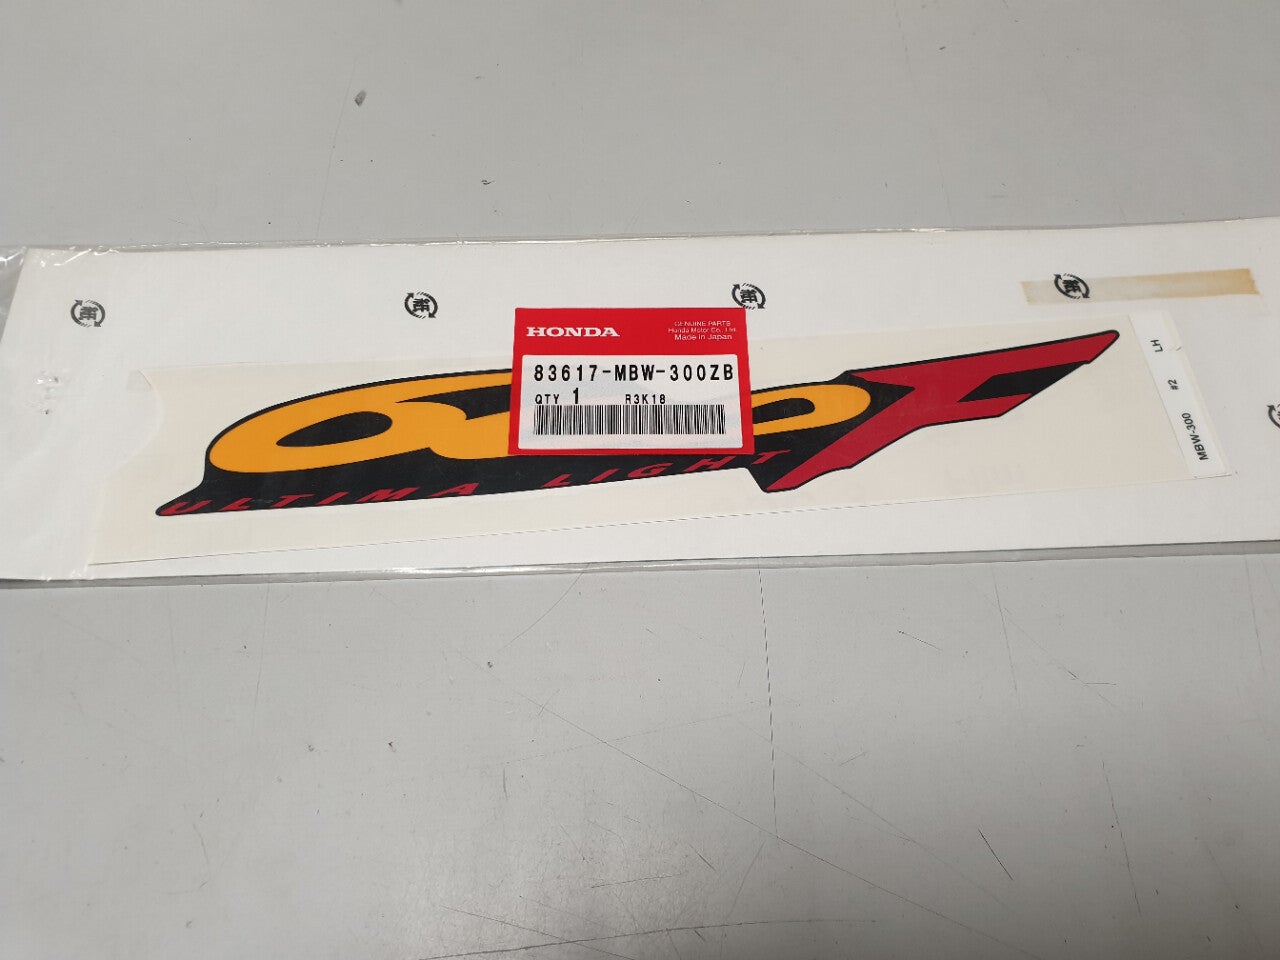 HONDA
GENUINE PARTS
Honda Motor Co., Ltd.
Made in Japan
83617-MBW-300ZB
QTY 1 R3K18
ULTIMA LIGHT
MBW-300 #2 LH